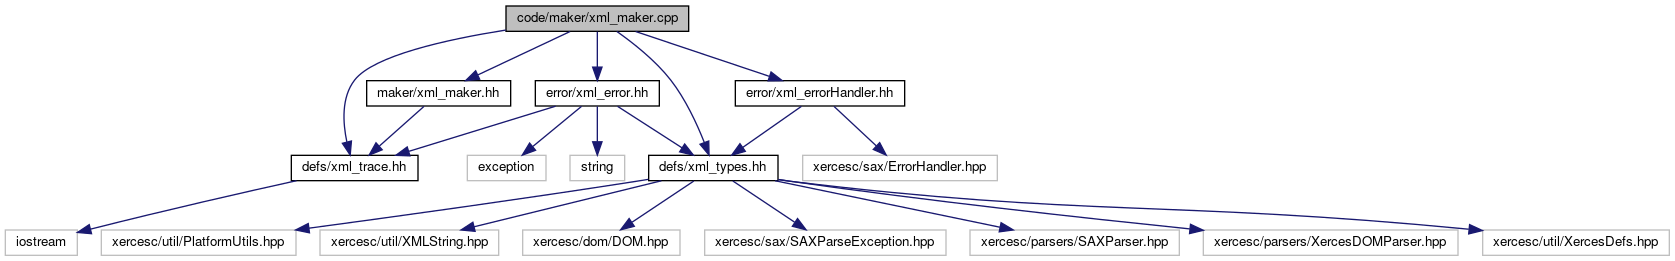 code/maker/xml_maker.cpp
maker/xml_maker.hh
error/xml_error.hh
error/xml_errorHandler.hh
defs/xml_trace.hh
exception
string
defs/xml_types.hh
xercesc/sax/ErrorHandler.hpp
iostream
xercesc/util/PlatformUtils.hpp
xercesc/util/XMLString.hpp
xercesc/dom/DOM.hpp
xercesc/sax/SAXParseException.hpp
xercesc/parsers/SAXParser.hpp
xercesc/parsers/XercesDOMParser.hpp
xercesc/util/XercesDefs.hpp